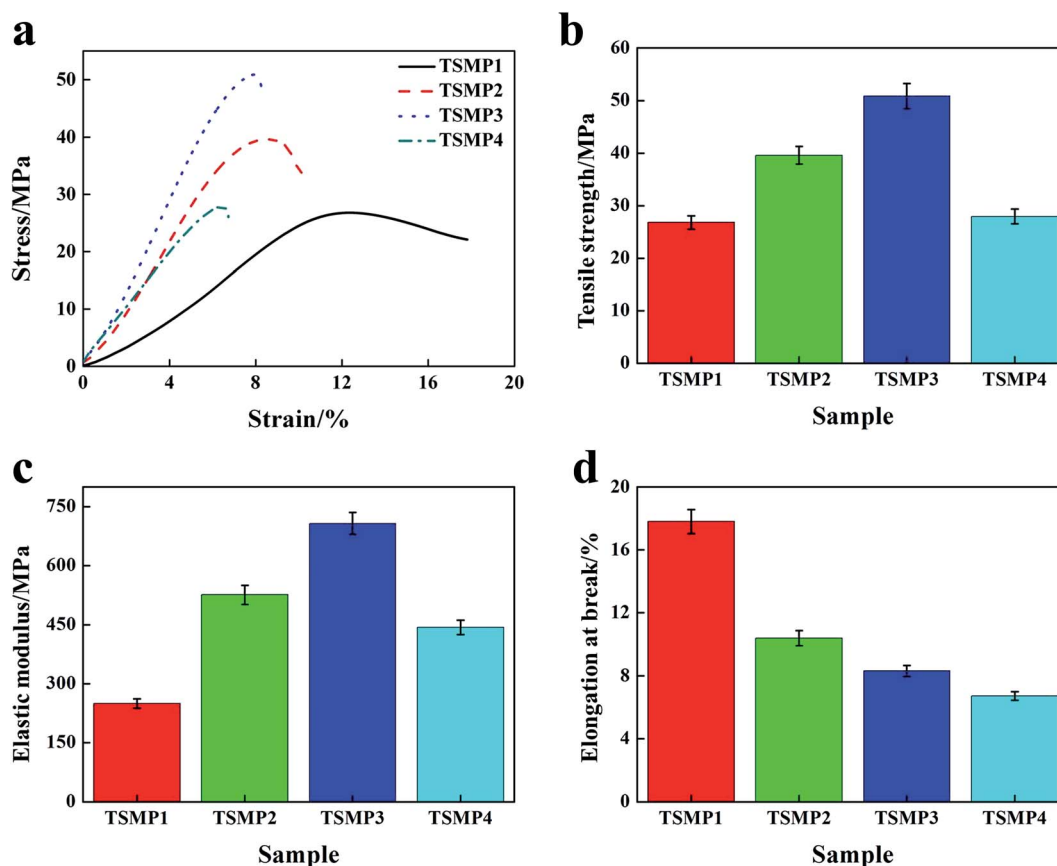 a
Stress/MPa
50
40
30
20
10
0
0 4 8 12 16 20
Strain/%
TSMP1
TSMP2
TSMP3
TSMP4
b
Tensile strength/MPa
60
50
40
30
20
10
0
TSMP1 TSMP2 TSMP3 TSMP4
Sample
c
Elastic modulus/MPa
750
600
450
300
150
0
TSMP1 TSMP2 TSMP3 TSMP4
Sample
d
Elongation at break/%
20
16
12
8
4
0
TSMP1 TSMP2 TSMP3 TSMP4
Sample